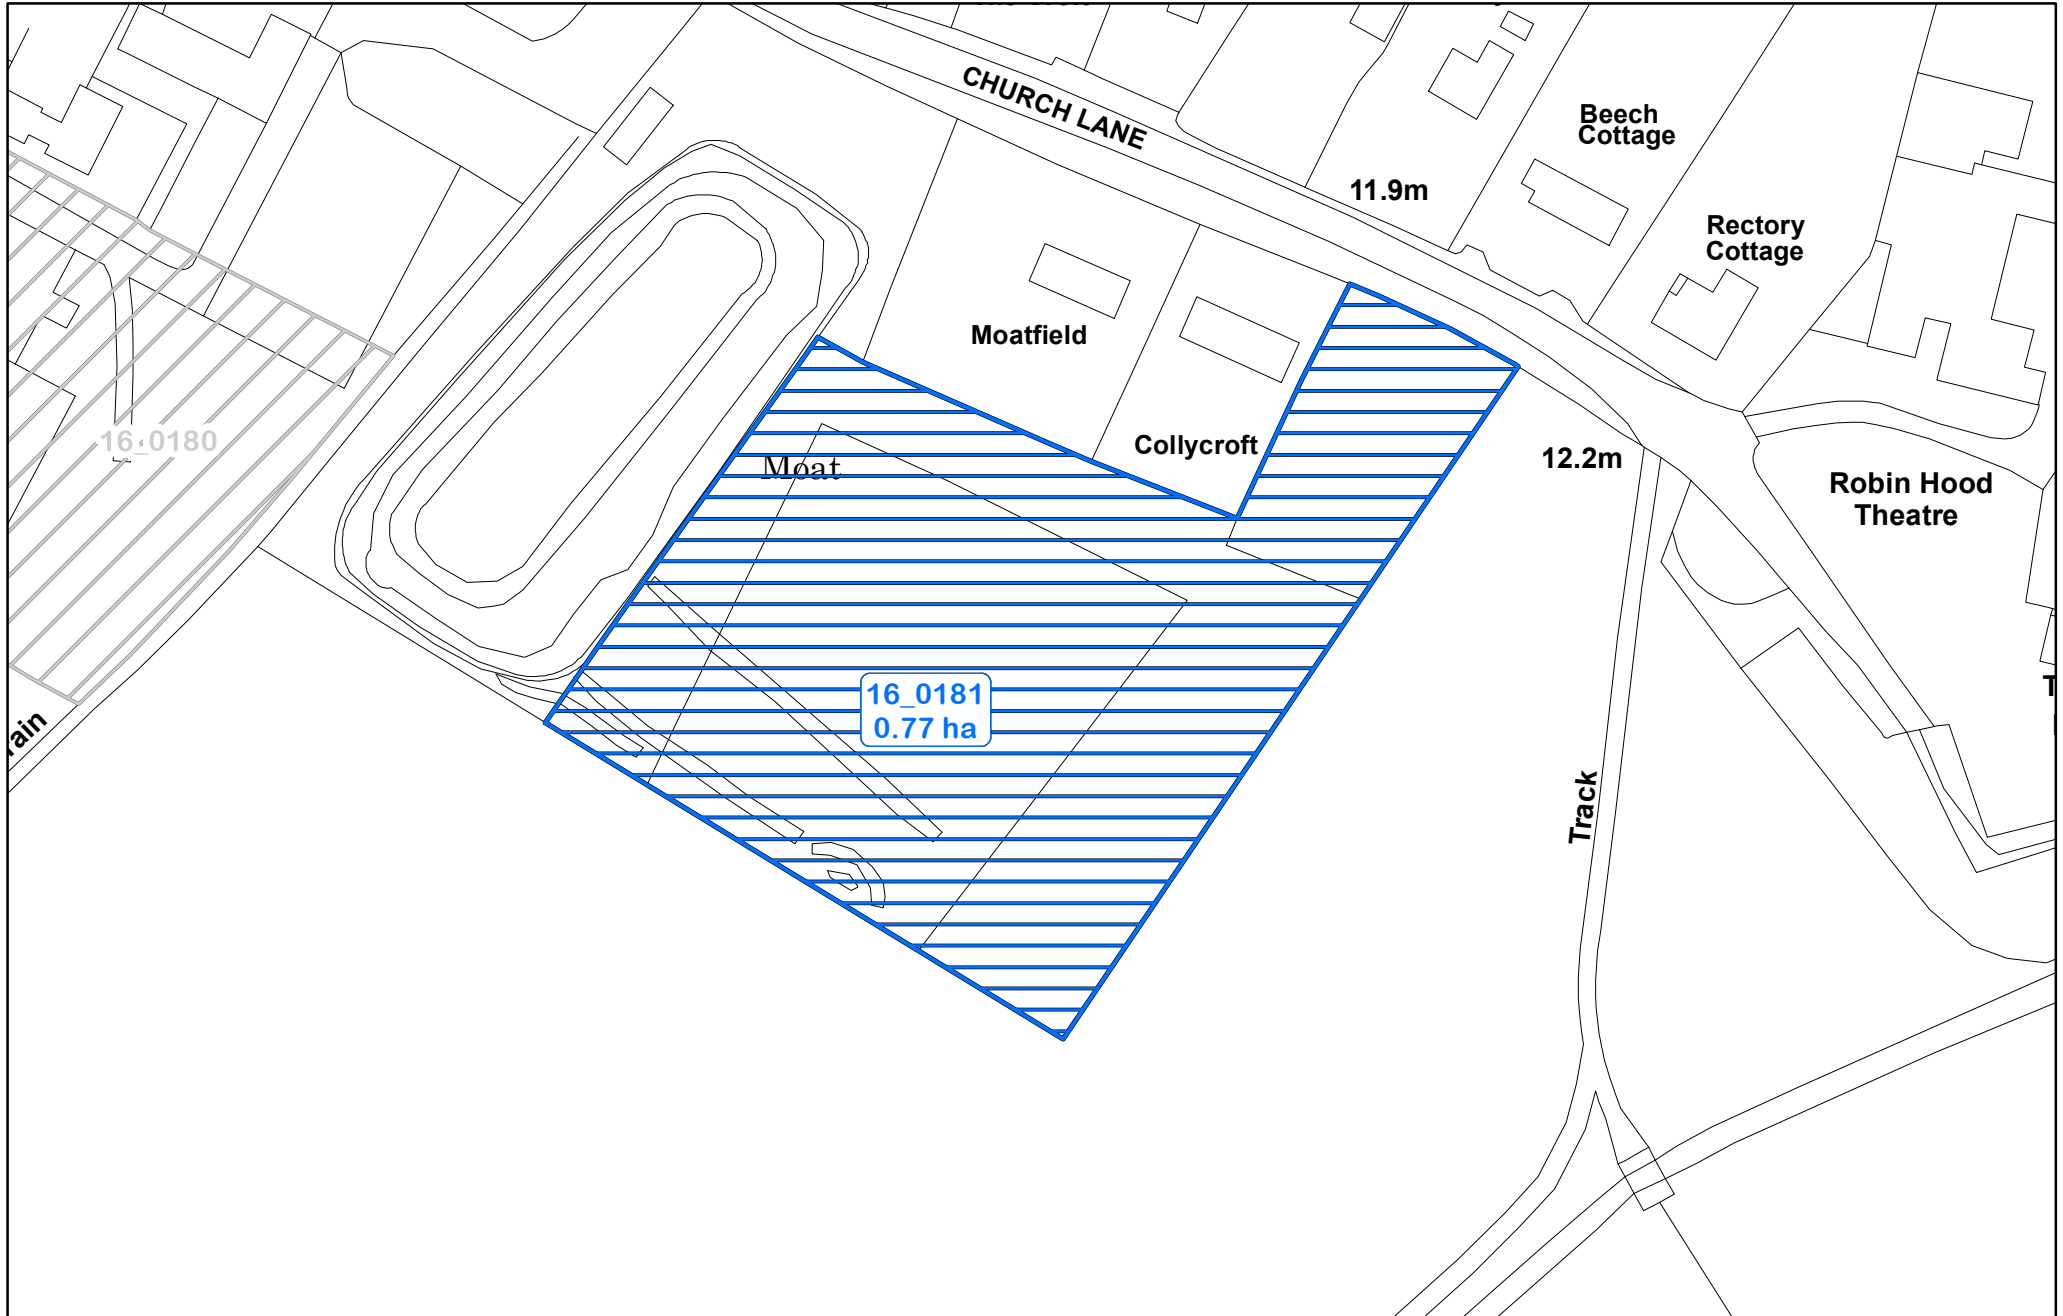 CHURCH LANE
Beech
Cottage
11.9m
Rectory
Cottage
Moatfield
Collycroft
16_0180
Moat
12.2m
Robin Hood
Theatre
16_0181
0.77 ha
Track